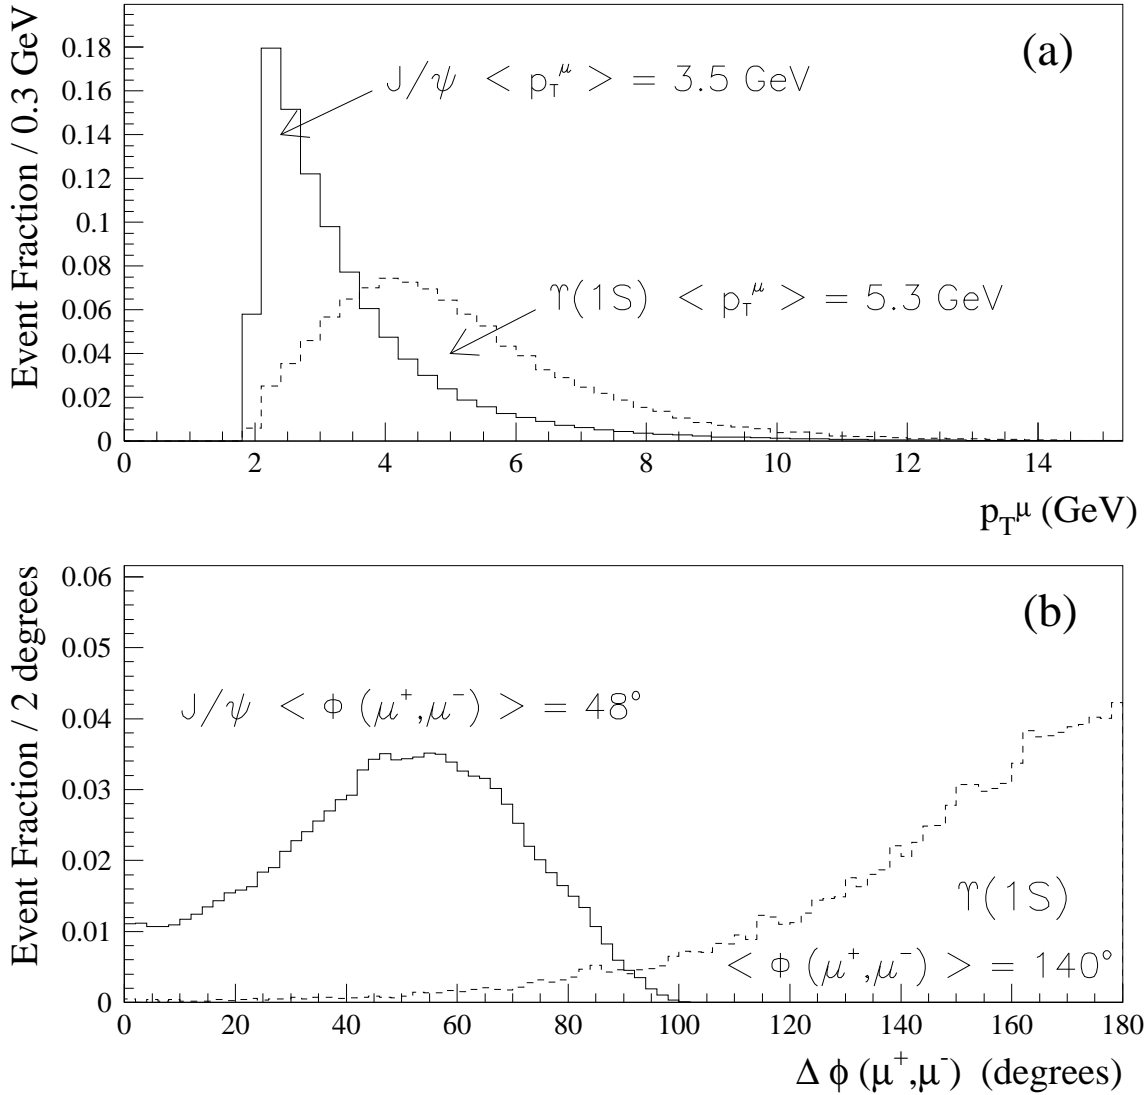 (a)
Event Fraction / 0.3 GeV
0.18
0.16
0.14
0.12
0.1
0.08
0.06
0.04
0.02
0
J/ψ < p_T^μ > = 3.5 GeV
ϒ(1S) < p_T^μ > = 5.3 GeV
0 2 4 6 8 10 12 14
p_T^μ (GeV)
(b)
Event Fraction / 2 degrees
0.06
0.05
0.04
0.03
0.02
0.01
0
J/ψ < Φ (μ⁺,μ⁻) > = 48°
ϒ(1S)
< Φ (μ⁺,μ⁻) > = 140°
0 20 40 60 80 100 120 140 160 180
Δ ϕ (μ⁺,μ⁻) (degrees)